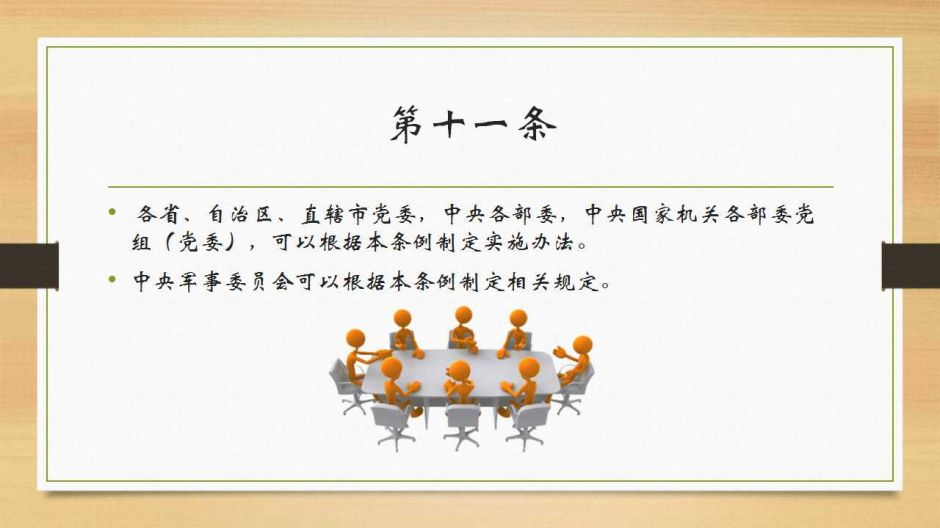 第十一条
• 各省、自治区、直辖市党委，中央各部委，中央国家机关各部委党
组（党委），可以根据本条例制定实施办法。
• 中央军事委员会可以根据本条例制定相关规定。